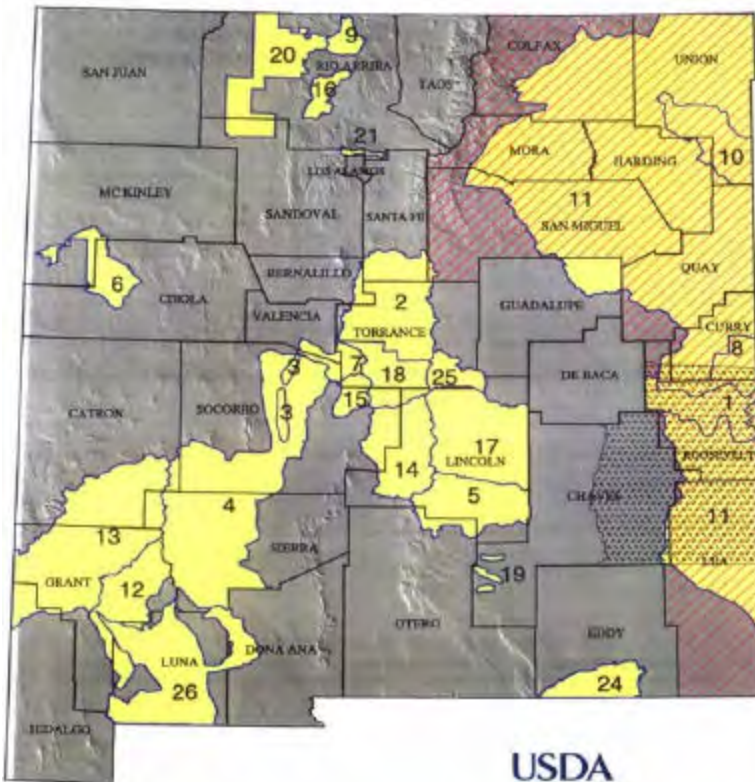 SAN JUAN
20
9
RIO ARRIBA
16
TAOS
COLFAX
UNION
21
LOS ALAMOS
MORA
HARDING
10
MC KINLEY
SANDOVAL
SANTA FE
11
SAN MIGUEL
QUAY
6
CIBOLA
BERNALILLO
VALENCIA
2
TORRANCE
GUADALUPE
CURRY
8
3
7
18
25
DE BACA
1
CATRON
SOCORRO
3
15
ROOSEVELT
17
LINCOLN
14
5
CHAVES
11
LEA
4
13
SIERRA
GRANT
12
19
OTERO
EDDY
LUNA
DONA ANA
26
24
HIDALGO
USDA